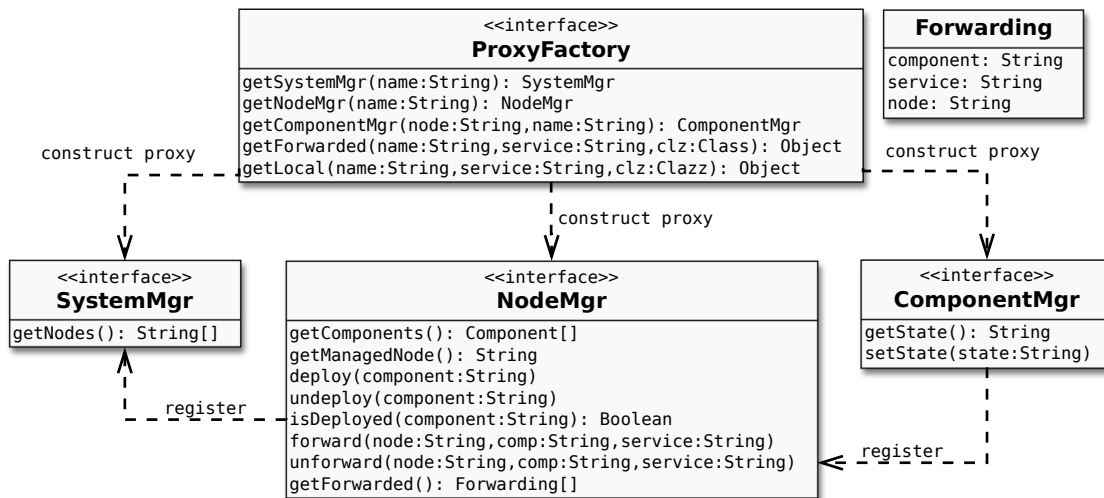 <<interface>>
ProxyFactory
getSystemMgr(name:String): SystemMgr
getNodeMgr(name:String): NodeMgr
getComponentMgr(node:String,name:String): ComponentMgr
getForwarded(name:String,service:String,clz:Class): Object
getLocal(name:String,service:String,clz:Clazz): Object
Forwarding
component: String
service: String
node: String
construct proxy
construct proxy
construct proxy
<<interface>>
SystemMgr
getNodes(): String[]
<<interface>>
NodeMgr
getComponents(): Component[]
getManagedNode(): String
deploy(component:String)
undeploy(component:String)
isDeployed(component:String): Boolean
forward(node:String,comp:String,service:String)
unforward(node:String,comp:String,service:String)
getForwarded(): Forwarding[]
<<interface>>
ComponentMgr
getState(): String
setState(state:String)
register
register